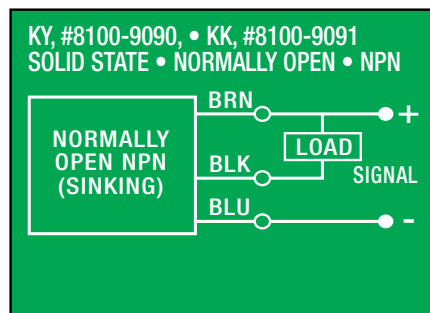 KY, #8100-9090, • KK, #8100-9091
SOLID STATE • NORMALLY OPEN • NPN
BRN
+
NORMALLY
OPEN NPN
(SINKING)
LOAD
BLK
SIGNAL
BLU
-